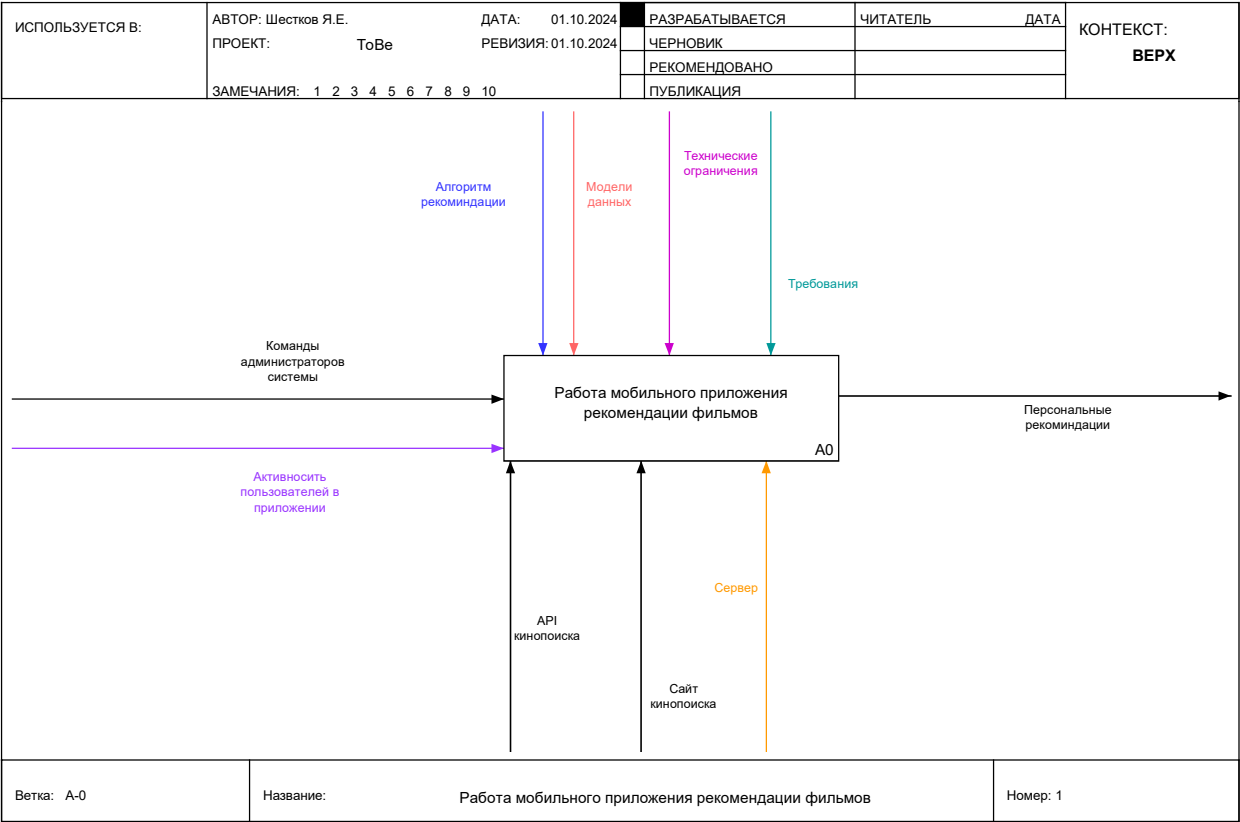 ИСПОЛЬЗУЕТСЯ В:
АВТОР: Шестков Я.Е.
ДАТА: 01.10.2024
ПРОЕКТ: ToBe
РЕВИЗИЯ: 01.10.2024
ЗАМЕЧАНИЯ: 1 2 3 4 5 6 7 8 9 10
РАЗРАБАТЫВАЕТСЯ
ЧЕРНОВИК
РЕКОМЕНДОВАНО
ПУБЛИКАЦИЯ
ЧИТАТЕЛЬ ДАТА
КОНТЕКСТ:
ВЕРХ
Технические
ограничения
Алгоритм
рекоминдации
Модели
данных
Требования
Команды
администраторов
системы
Работа мобильного приложения
рекомендации фильмов
A0
Персональные
рекоминдации
Активносить
пользователей в
приложении
Сервер
API
кинопоиска
Сайт
кинопоиска
Ветка: A-0
Название: Работа мобильного приложения рекомендации фильмов
Номер: 1